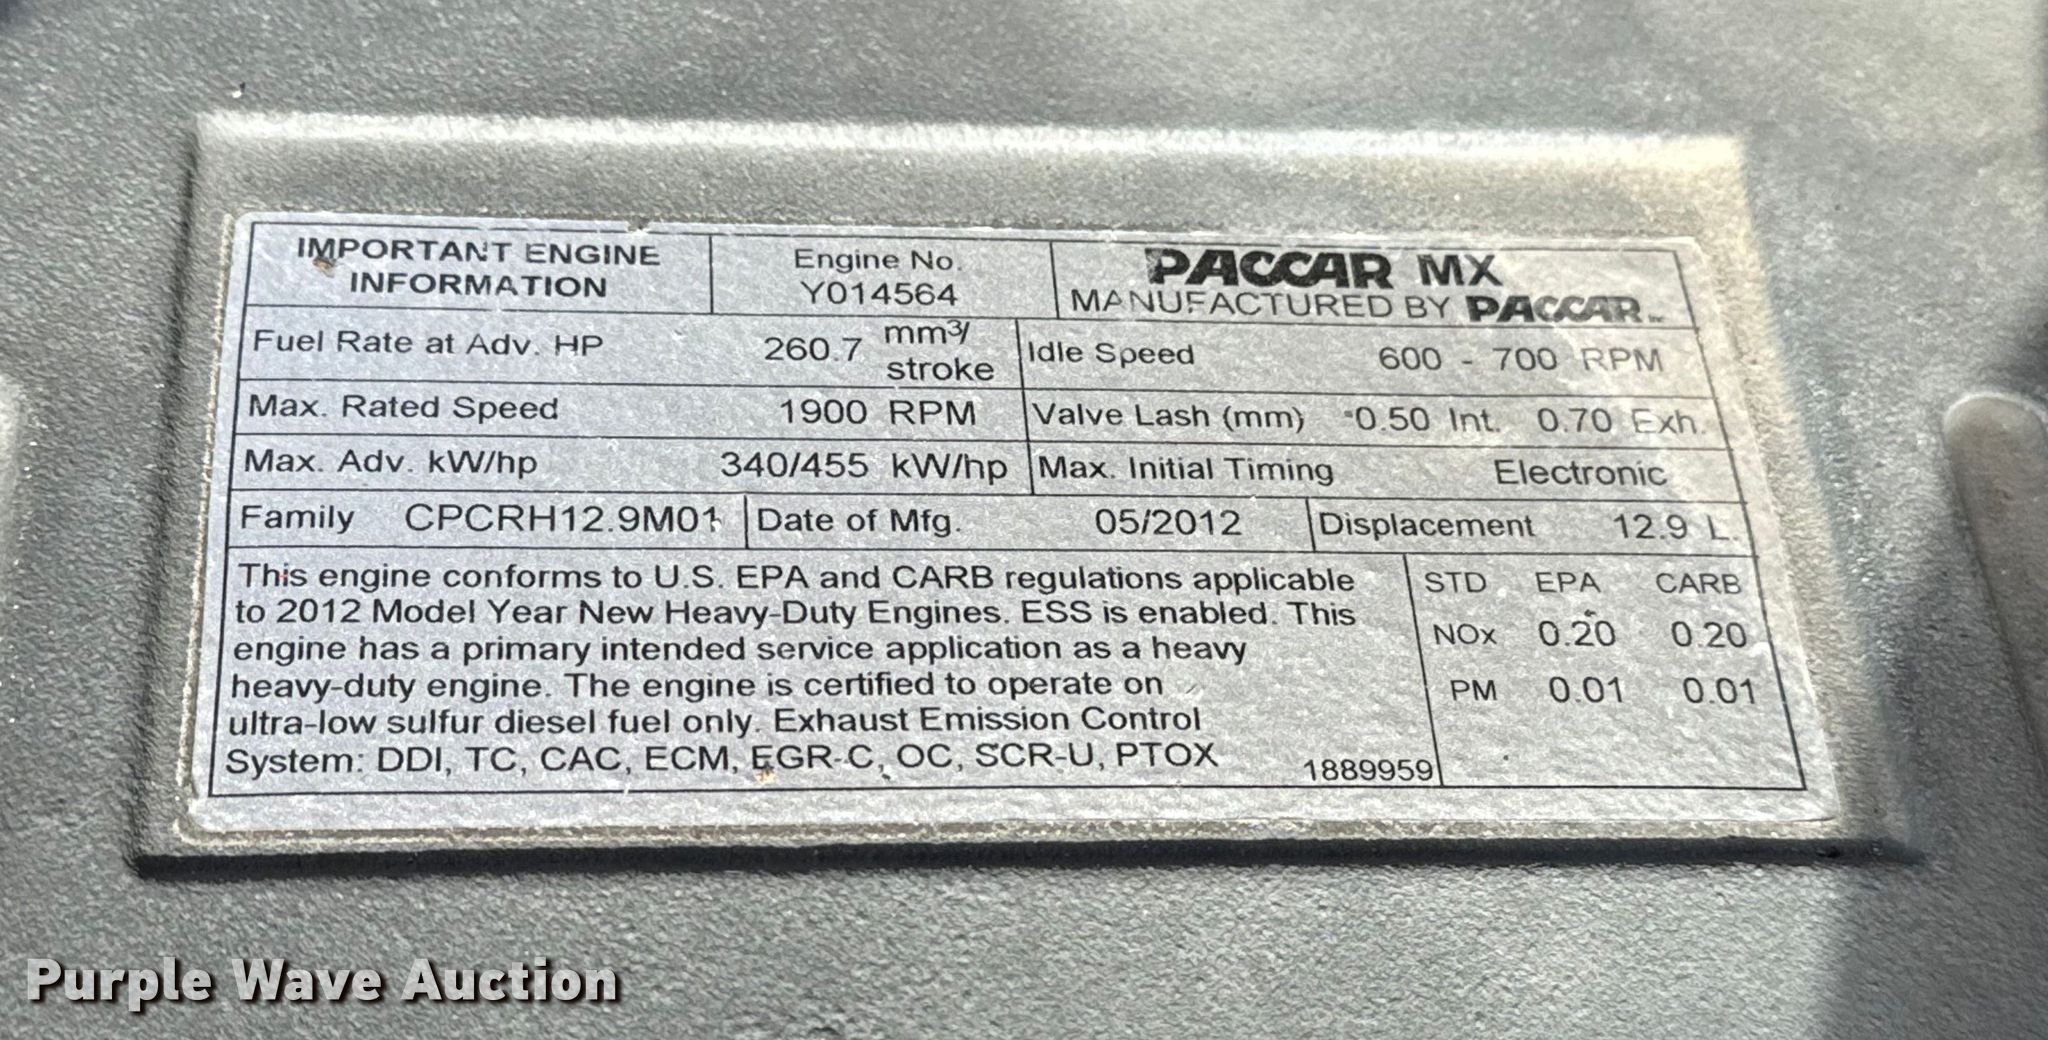 IMPORTANT ENGINE
INFORMATION
Engine No.
Y014564
PACCAR MX
MANUFACTURED BY PACCAR
Fuel Rate at Adv. HP 260.7 mm³/
stroke
Idle Speed 600 - 700 RPM
Max. Rated Speed 1900 RPM
Valve Lash (mm) 0.50 Int. 0.70 Exh.
Max. Adv. kW/hp 340/455 kW/hp
Max. Initial Timing Electronic
Family CPCRH12.9M01
Date of Mfg. 05/2012
Displacement 12.9 L.
This engine conforms to U.S. EPA and CARB regulations applicable
to 2012 Model Year New Heavy-Duty Engines. ESS is enabled. This
engine has a primary intended service application as a heavy
heavy-duty engine. The engine is certified to operate on
ultra-low sulfur diesel fuel only. Exhaust Emission Control
System: DDI, TC, CAC, ECM, EGR-C, OC, SCR-U, PTOX
1889959
STD EPA CARB
NOx 0.20 0.20
PM 0.01 0.01
Purple Wave Auction